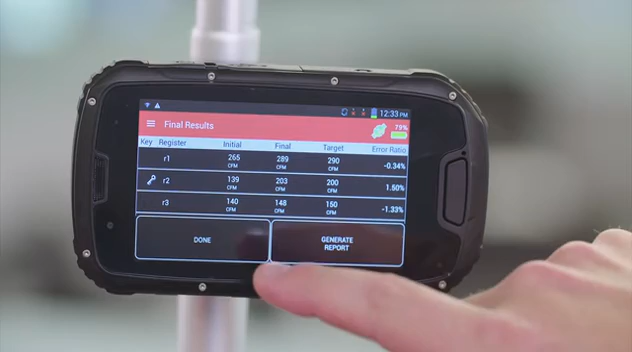 12:33 PM
Final Results
79%
Key Register Initial Final Target Error Ratio
r1 265 CFM 289 CFM 290 CFM -0.34%
r2 139 CFM 203 CFM 200 CFM 1.50%
r3 140 CFM 148 CFM 150 CFM -1.33%
DONE
GENERATE
REPORT